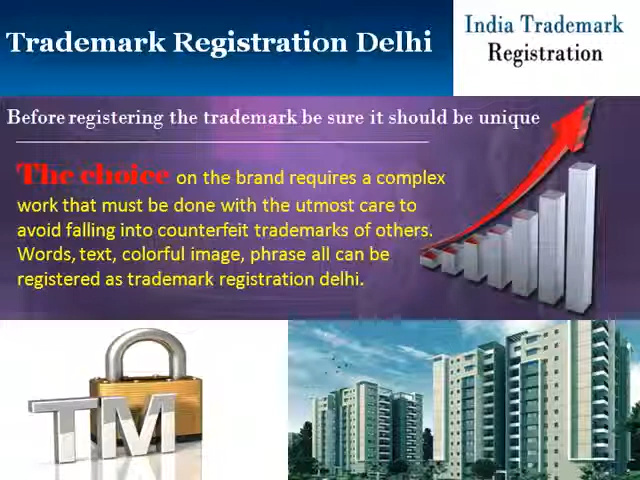 Trademark Registration Delhi
India Trademark
Registration
Before registering the trademark be sure it should be unique
The choice on the brand requires a complex
work that must be done with the utmost care to
avoid falling into counterfeit trademarks of others.
Words, text, colorful image, phrase all can be
registered as trademark registration delhi.
TM